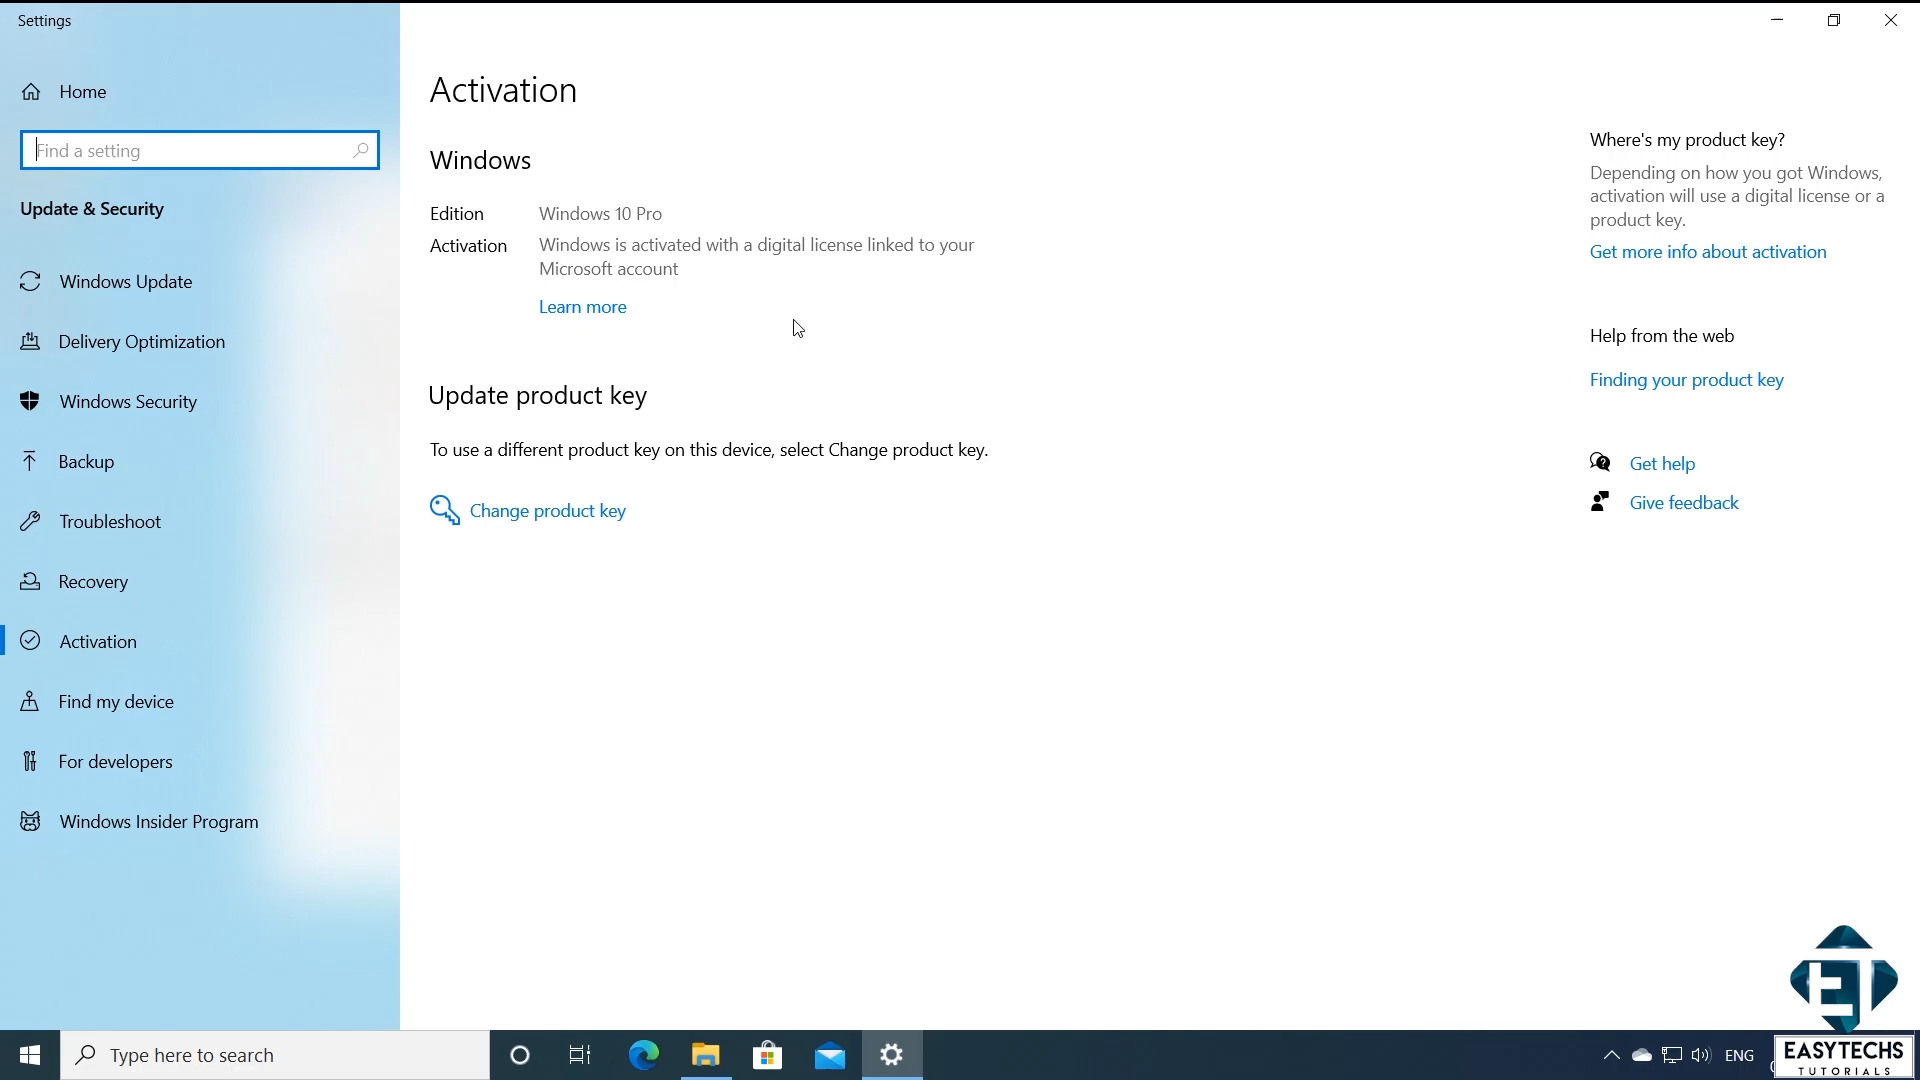 Settings
Home
Find a setting
Update & Security
Windows Update
Delivery Optimization
Windows Security
Backup
Troubleshoot
Recovery
Activation
Find my device
For developers
Windows Insider Program
Activation
Windows
Edition Windows 10 Pro
Activation Windows is activated with a digital license linked to your
Microsoft account
Learn more
Update product key
To use a different product key on this device, select Change product key.
Change product key
Where's my product key?
Depending on how you got Windows,
activation will use a digital license or a
product key.
Get more info about activation
Help from the web
Finding your product key
Get help
Give feedback
Type here to search
ENG
ET
EASYTECHS
TUTORIALS